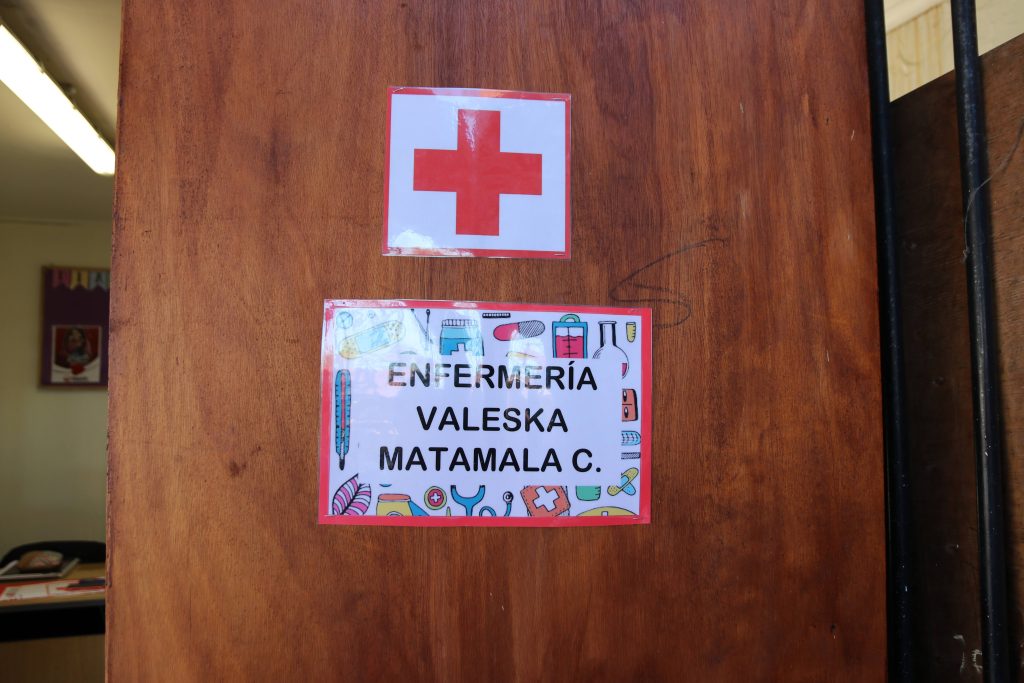 ENFERMERÍA
VALESKA
MATAMALA C.